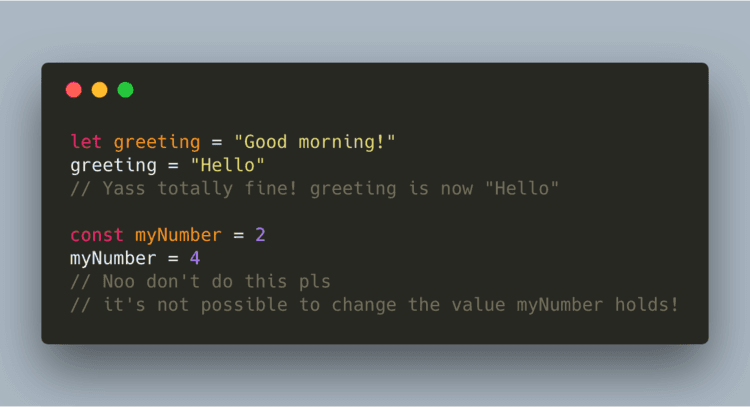 let greeting = "Good morning!"
greeting = "Hello"
// Yass totally fine! greeting is now "Hello"
const myNumber = 2
myNumber = 4
// Noo don't do this pls
// it's not possible to change the value myNumber holds!